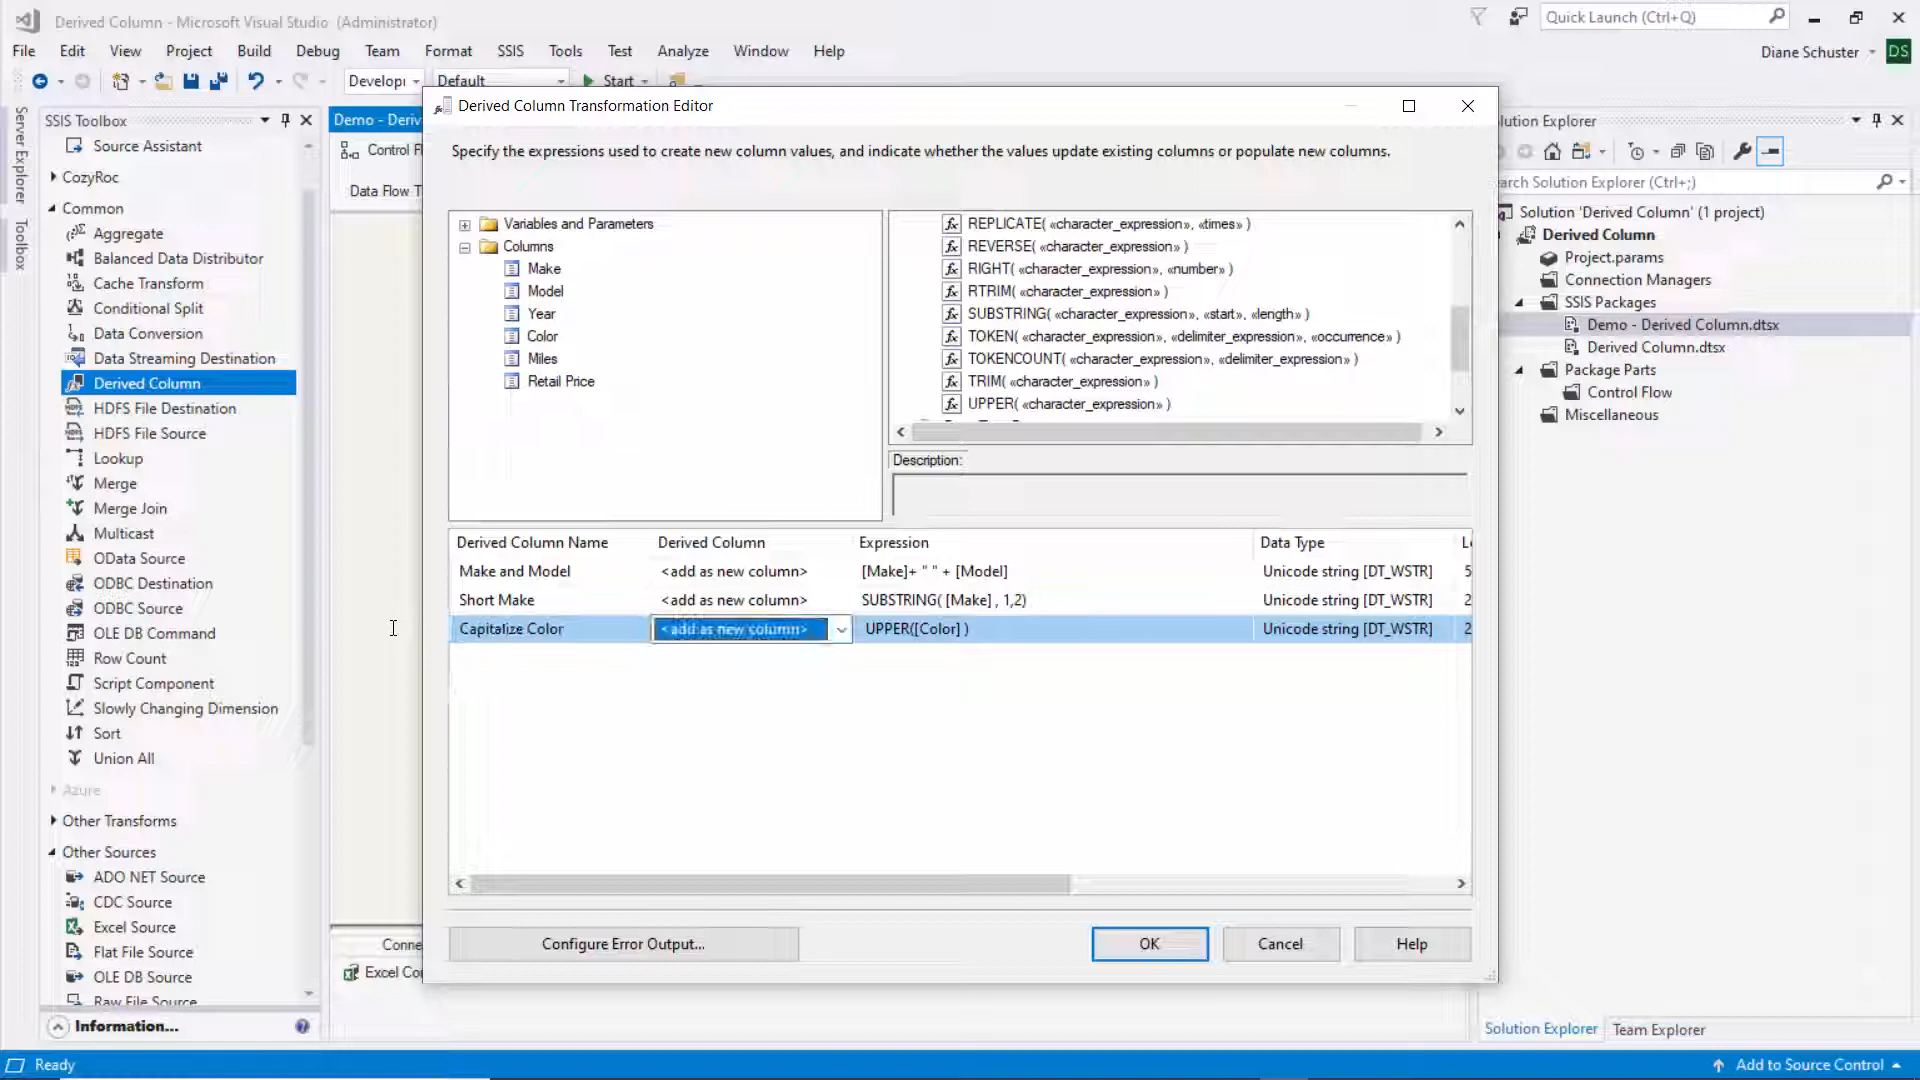 Derived Column - Microsoft Visual Studio (Administrator)
Quick Launch (Ctrl+Q)
File Edit View Project Build Debug Team Format SSIS Tools Test Analyze Window Help
Diane Schuster DS
Develop Default Start
Server Explorer
Toolbox
SSIS Toolbox
Source Assistant
CozyRoc
Common
Aggregate
Balanced Data Distributor
Cache Transform
Conditional Split
Data Conversion
Data Streaming Destination
Derived Column
HDFS File Destination
HDFS File Source
Lookup
Merge
Merge Join
Multicast
OData Source
ODBC Destination
ODBC Source
OLE DB Command
Row Count
Script Component
Slowly Changing Dimension
Sort
Union All
Azure
Other Transforms
Other Sources
ADO NET Source
CDC Source
Excel Source
Flat File Source
OLE DB Source
Raw File Source
Information...
Demo - Deriv
Control F
Data Flow T
Conne
Excel Co
Derived Column Transformation Editor
Specify the expressions used to create new column values, and indicate whether the values update existing columns or populate new columns.
Variables and Parameters
Columns
Make
Model
Year
Color
Miles
Retail Price
REPLICATE( «character_expression», «times» )
REVERSE( «character_expression» )
RIGHT( «character_expression», «number» )
RTRIM( «character_expression» )
SUBSTRING( «character_expression», «start», «length» )
TOKEN( «character_expression», «delimiter_expression», «occurrence» )
TOKENCOUNT( «character_expression», «delimiter_expression» )
TRIM( «character_expression» )
UPPER( «character_expression» )
Description:
Derived Column Name Derived Column Expression Data Type Le
Make and Model <add as new column> [Make]+ " " + [Model] Unicode string [DT_WSTR] 5
Short Make <add as new column> SUBSTRING( [Make] , 1,2) Unicode string [DT_WSTR] 2
Capitalize Color <add as new column> UPPER([Color] ) Unicode string [DT_WSTR] 2
Configure Error Output... OK Cancel Help
lution Explorer
arch Solution Explorer (Ctrl+;)
Solution 'Derived Column' (1 project)
Derived Column
Project.params
Connection Managers
SSIS Packages
Demo - Derived Column.dtsx
Derived Column.dtsx
Package Parts
Control Flow
Miscellaneous
Solution Explorer Team Explorer
Ready
Add to Source Control